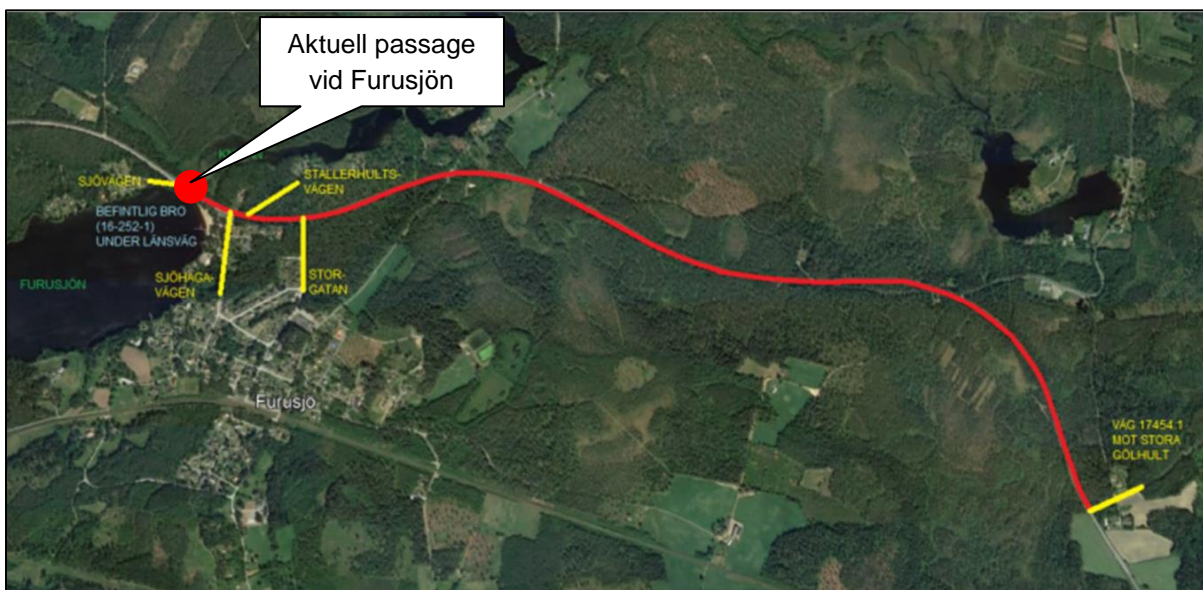 Aktuell passage
vid Furusjön
SJÖVÄGEN
STÄLLERHULTS-
VÄGEN
BEFINTLIG BRO
(16-252-1)
UNDER LÄNSVÄG
FURUSJÖN
SJÖHAGA-
VÄGEN
STOR-
GATAN
Furusjö
VÄG 17454.1
MOT STORA
GÖLHULT